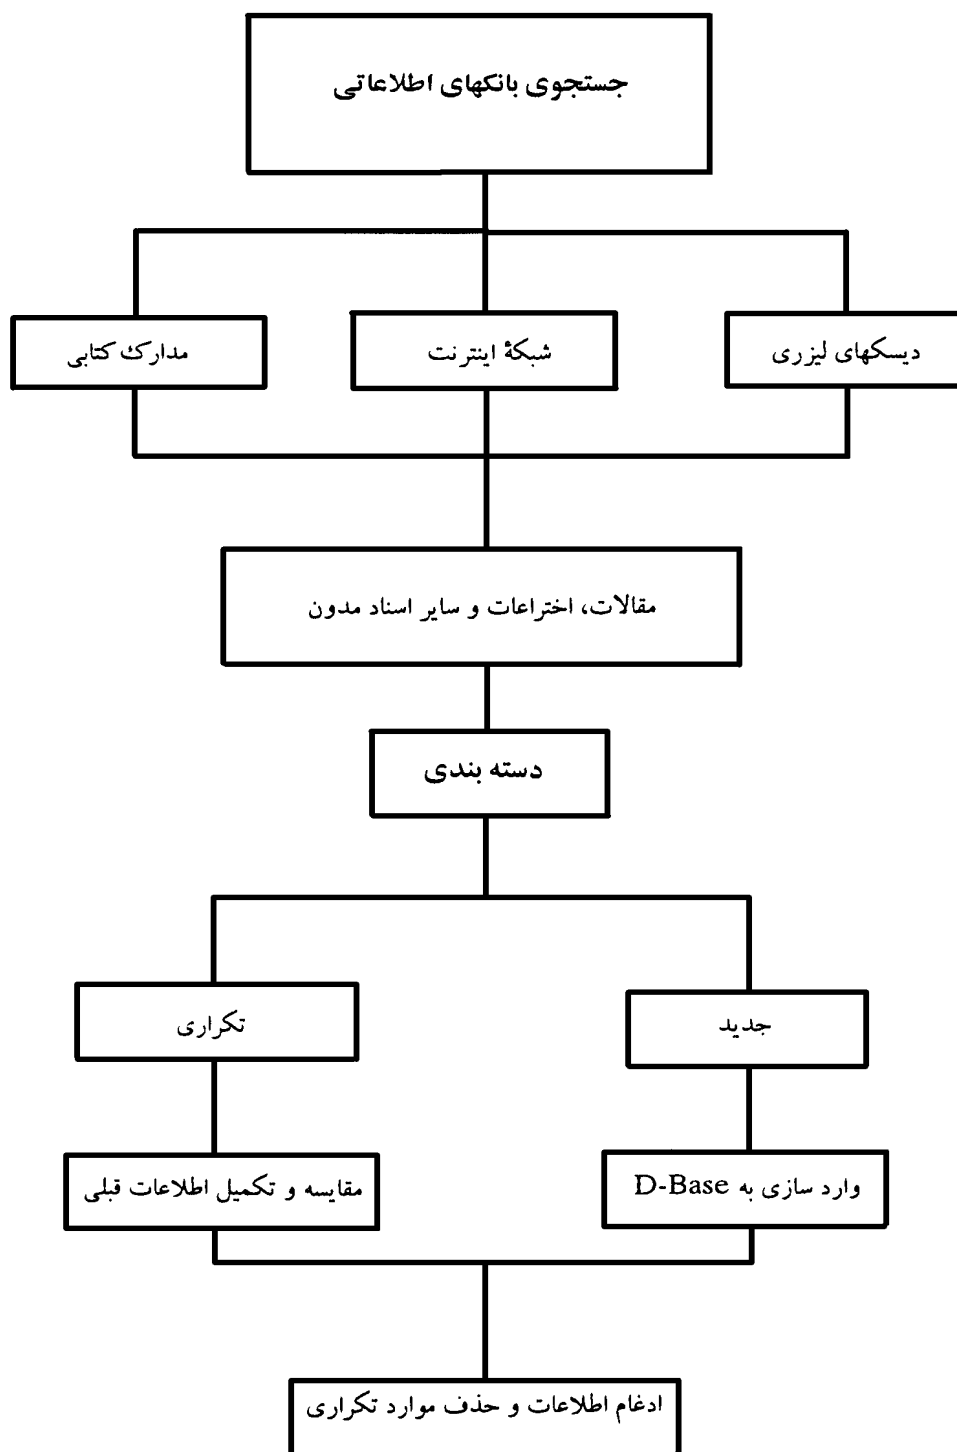 جستجوی بانکهای اطلاعاتی
دیسکهای لیزری
شبکهٔ اینترنت
مدارک کتابی
مقالات، اختراعات و سایر اسناد مدون
دسته بندی
جدید
تکراری
وارد سازی به D-Base
مقایسه و تکمیل اطلاعات قبلی
ادغام اطلاعات و حذف موارد تکراری